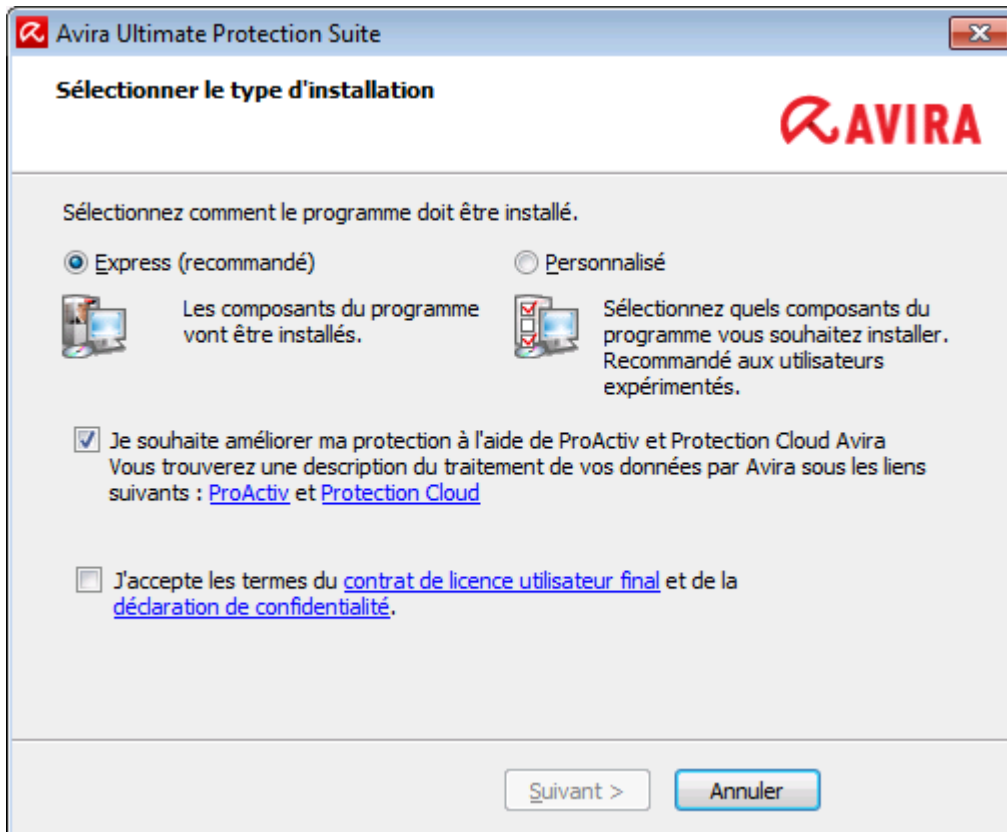 Avira Ultimate Protection Suite
Sélectionner le type d'installation
AVIRA
Sélectionnez comment le programme doit être installé.
Express (recommandé)
Les composants du programme
vont être installés.
Personnalisé
Sélectionnez quels composants du
programme vous souhaitez installer.
Recommandé aux utilisateurs
expérimentés.
Je souhaite améliorer ma protection à l'aide de ProActiv et Protection Cloud Avira
Vous trouverez une description du traitement de vos données par Avira sous les liens
suivants : ProActiv et Protection Cloud
J'accepte les termes du contrat de licence utilisateur final et de la
déclaration de confidentialité.
Suivant >
Annuler